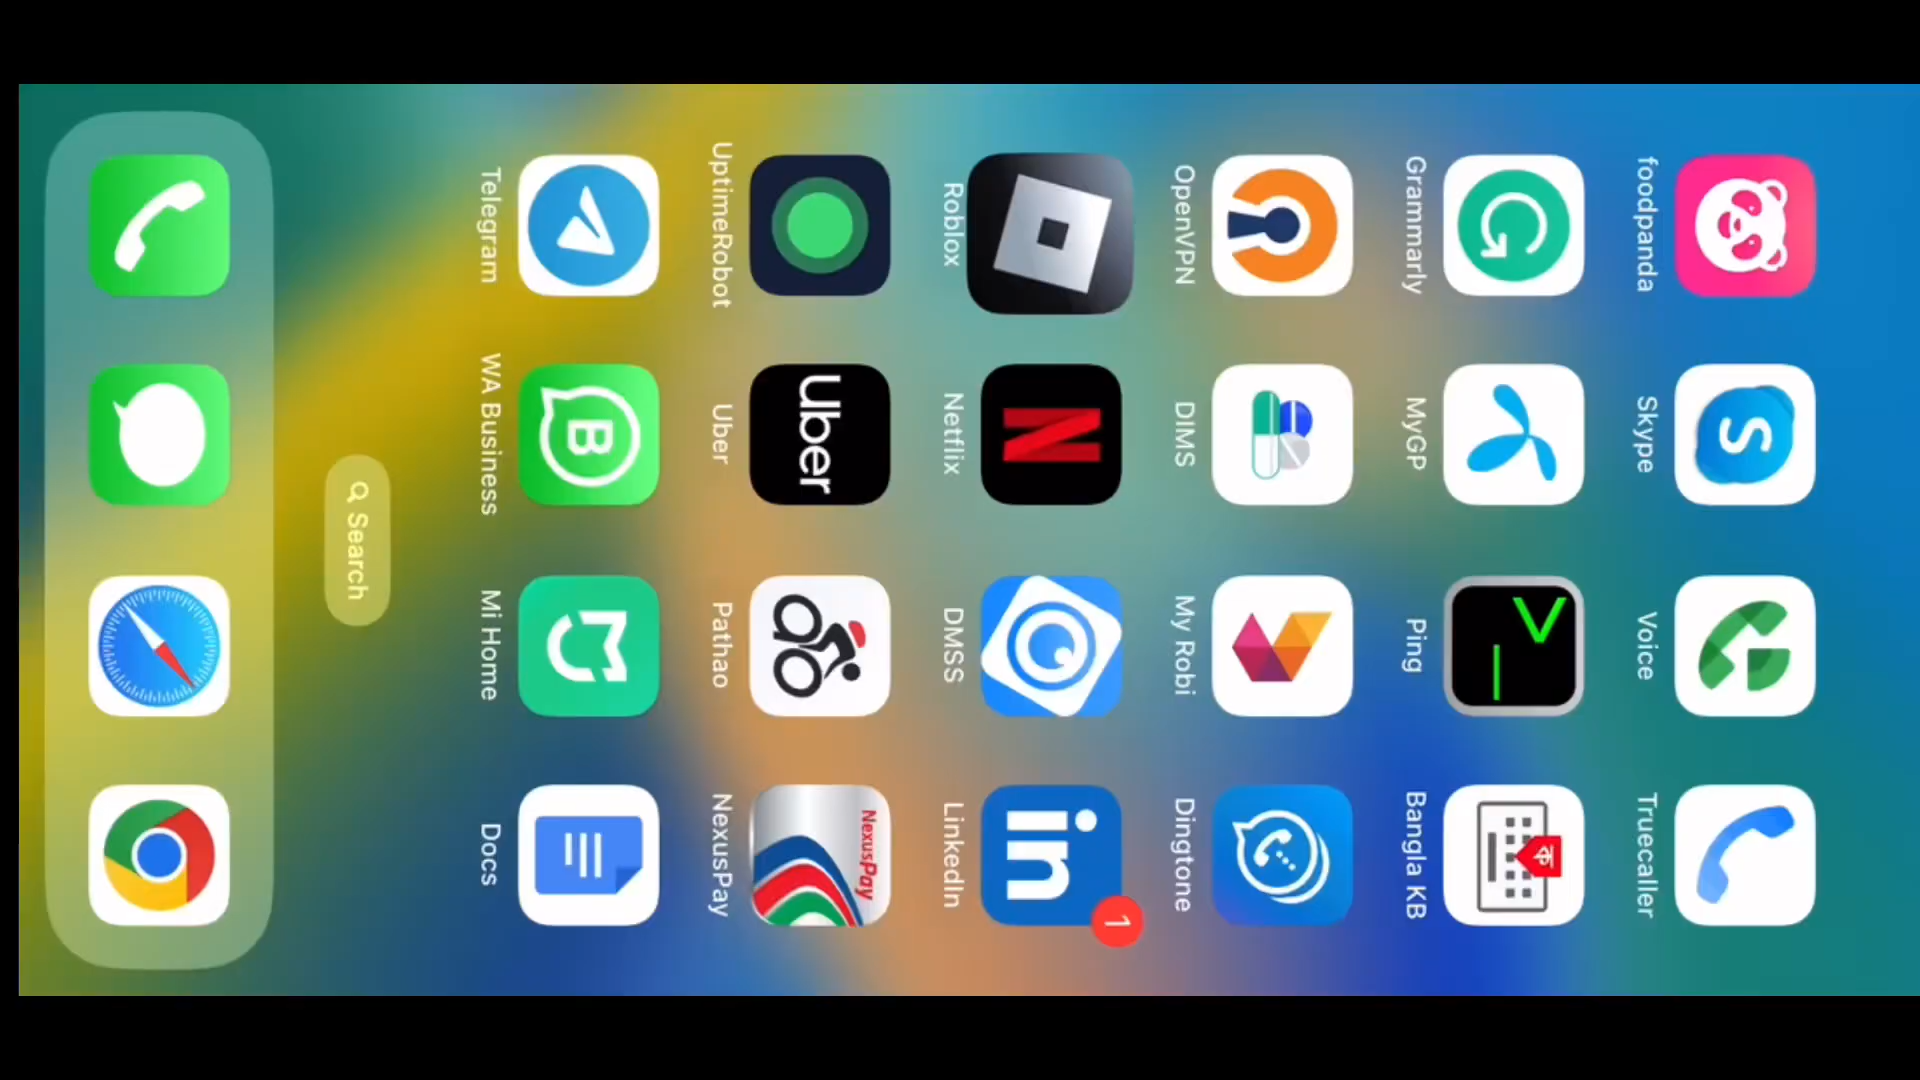 foodpanda Skype Voice Truecaller
ক
Grammarly MyGP Ping Bangla KB
OpenVPN DIMS My Robi Dingtone
in 1
Roblox Netflix DMSS LinkedIn
Uber NexusPay
UptimeRobot Uber Pathao NexusPay
B
Telegram WA Business Mi Home Docs
Search